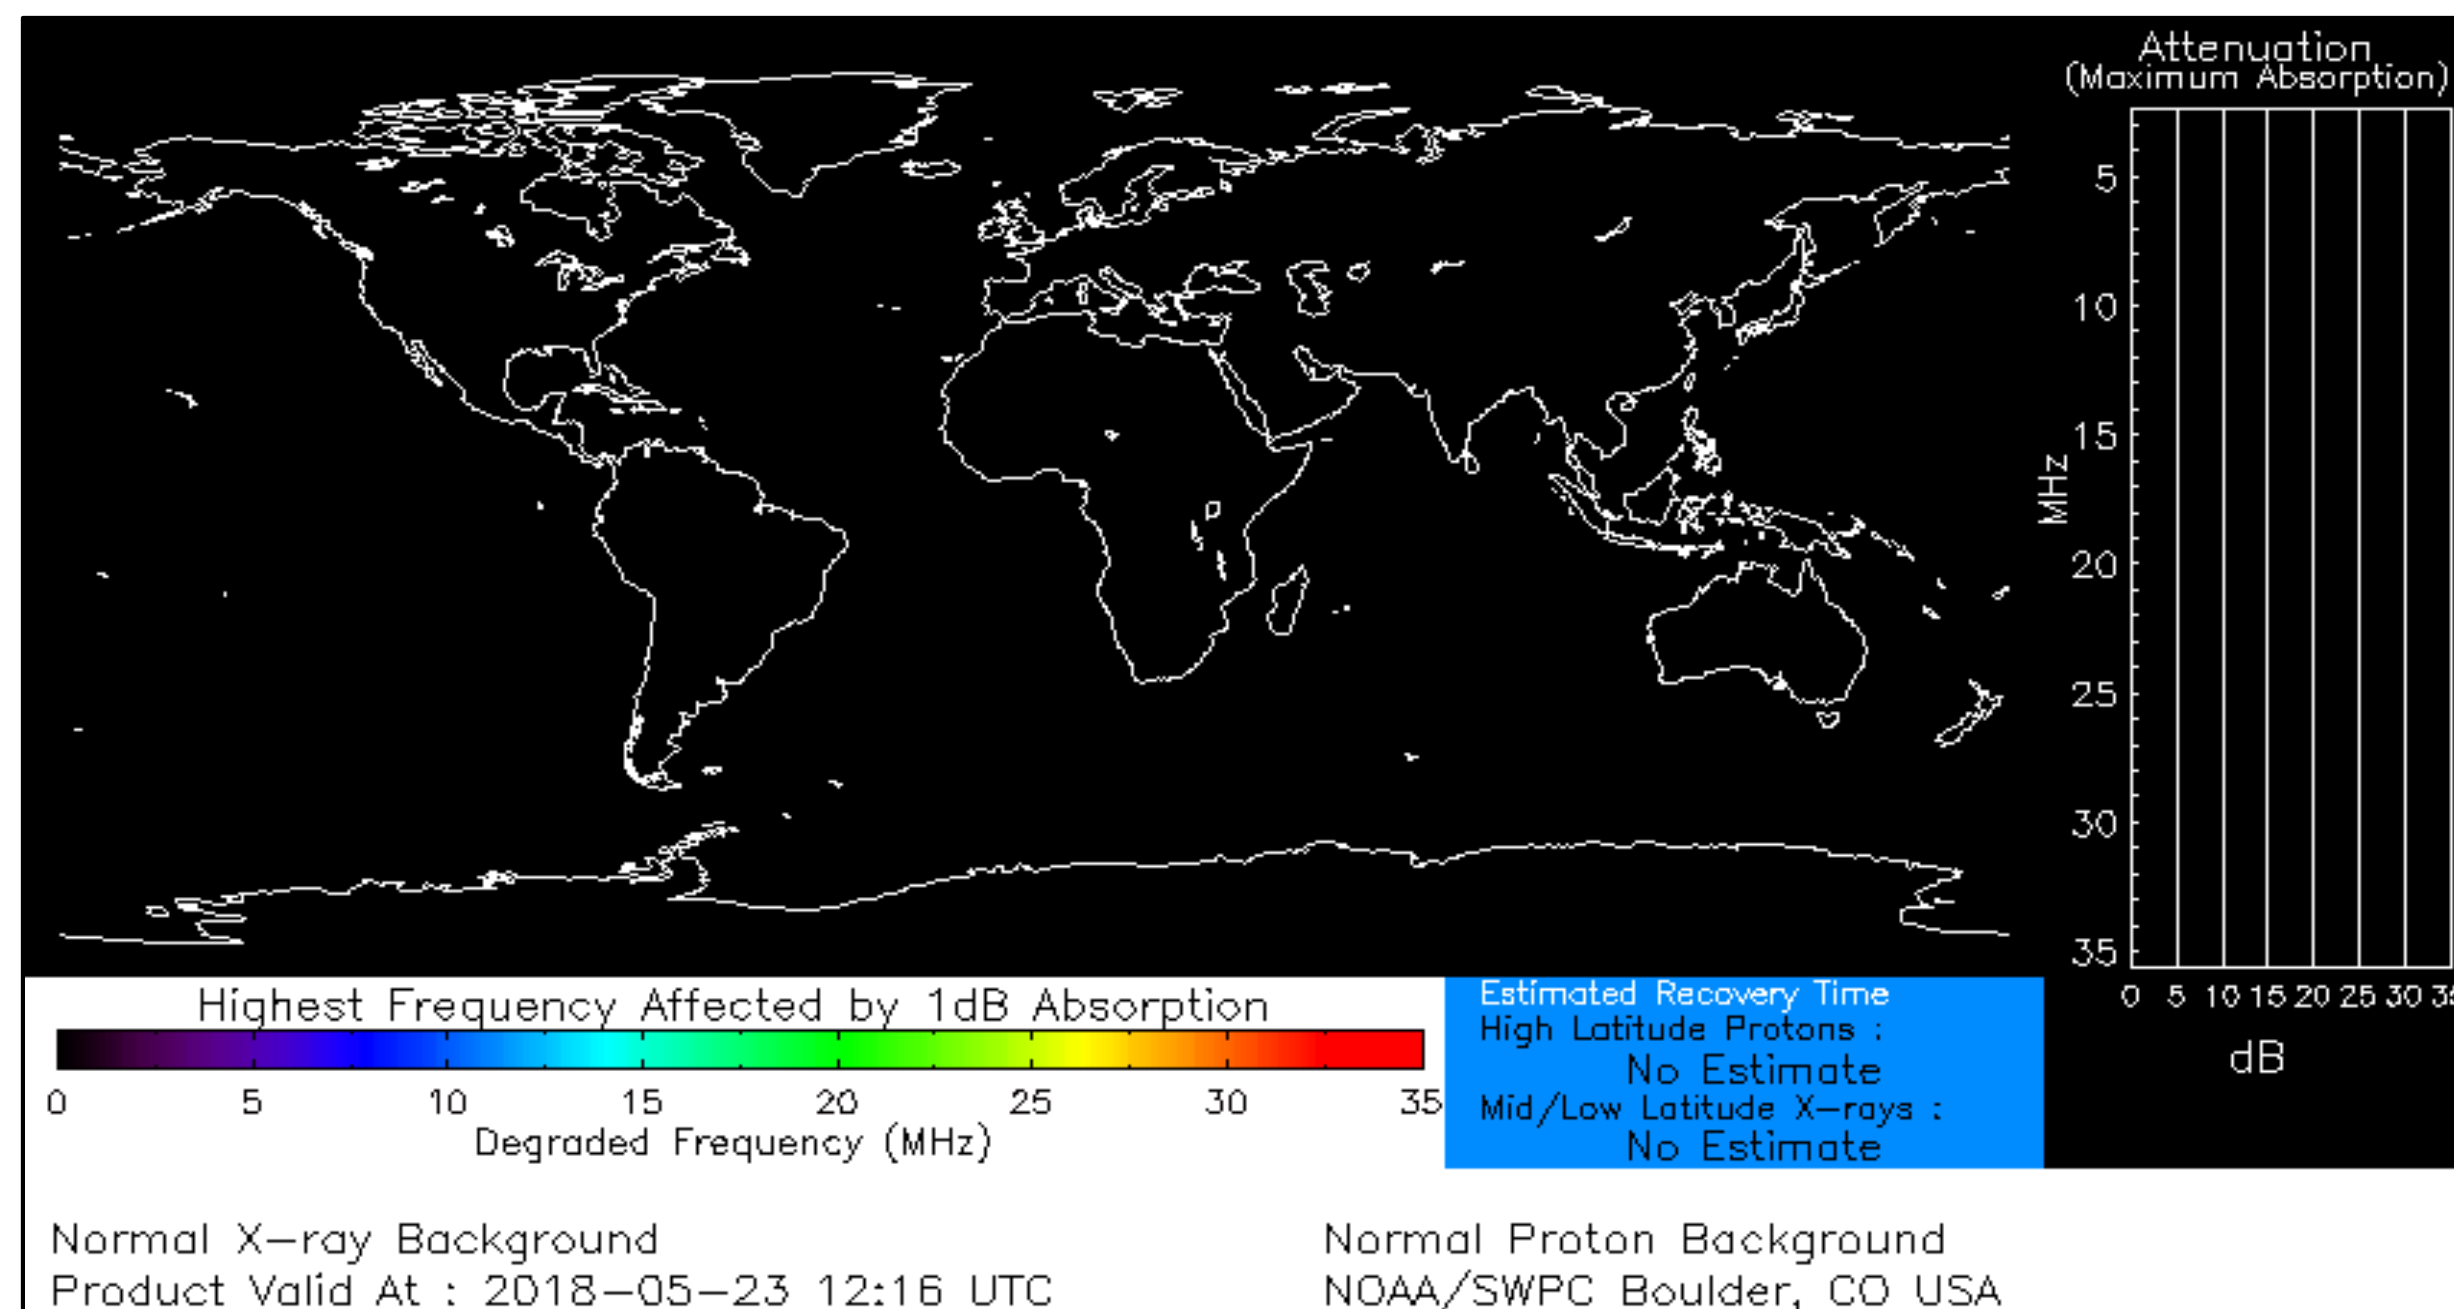 Attenuation
(Maximum Absorption)
5
10
15
20
25
30
35
MHz
0 5 10 15 20 25 30
dB
Highest Frequency Affected by 1dB Absorption
0 5 10 15 20 25 30 35
Degraded Frequency (MHz)
Estimated Recovery Time
High Latitude Protons :
No Estimate
Mid/Low Latitude X-rays :
No Estimate
Normal X-ray Background
Product Valid At : 2018-05-23 12:16 UTC
Normal Proton Background
NOAA/SWPC Boulder, CO USA